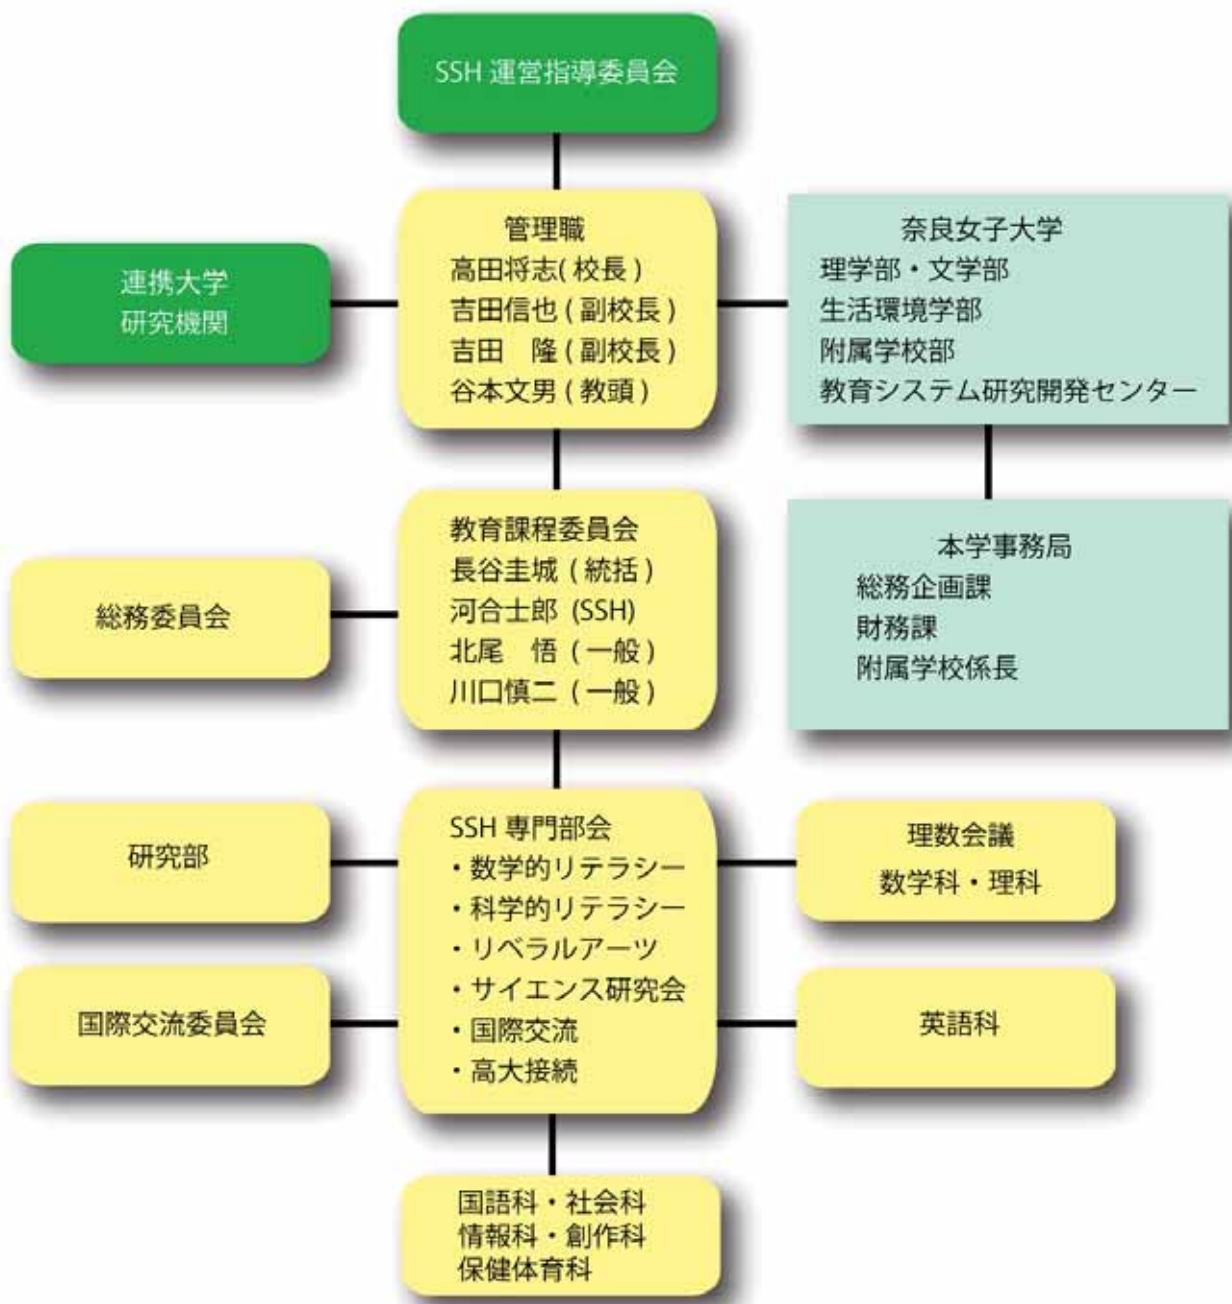 SSH 運営指導委員会
連携大学
研究機関
管理職
高田将志( 校長 )
吉田信也 ( 副校長 )
吉田　隆 ( 副校長 )
谷本文男 ( 教頭 )
奈良女子大学
理学部・文学部
生活環境学部
附属学校部
教育システム研究開発センター
総務委員会
教育課程委員会
長谷圭城 ( 統括 )
河合士郎 (SSH)
北尾　悟 ( 一般 )
川口慎二 ( 一般 )
本学事務局
総務企画課
財務課
附属学校係長
研究部
国際交流委員会
SSH 専門部会
・数学的リテラシー
・科学的リテラシー
・リベラルアーツ
・サイエンス研究会
・国際交流
・高大接続
理数会議
数学科・理科
英語科
国語科・社会科
情報科・創作科
保健体育科